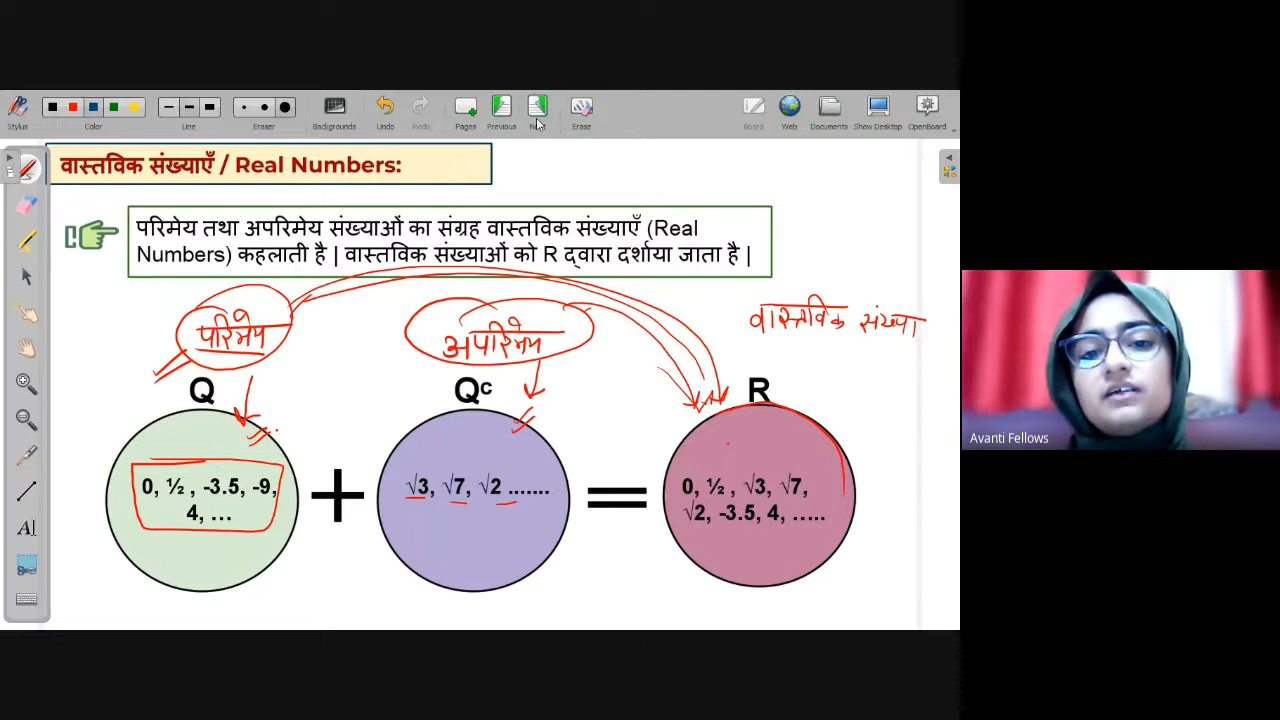 Stylus
Color
Line
Eraser
Backgrounds
Undo
Redo
Pages
Previous
Erase
Board
Web
Documents
Show Desktop
OpenBoard
वास्तविक संख्याएँ / Real Numbers:
परिमेय तथा अपरिमेय संख्याओं का संग्रह वास्तविक संख्याएँ (Real
Numbers) कहलाती है | वास्तविक संख्याओं को R द्वारा दर्शाया जाता है |
परिमेय
अपरिमेय
वास्तविक संख्या
Q
Qᶜ
R
0, ½ , -3.5, -9,
4, ...
+
√3, √7, √2 .......
=
0, ½ , √3, √7,
√2, -3.5, 4, .....
Avanti Fellows